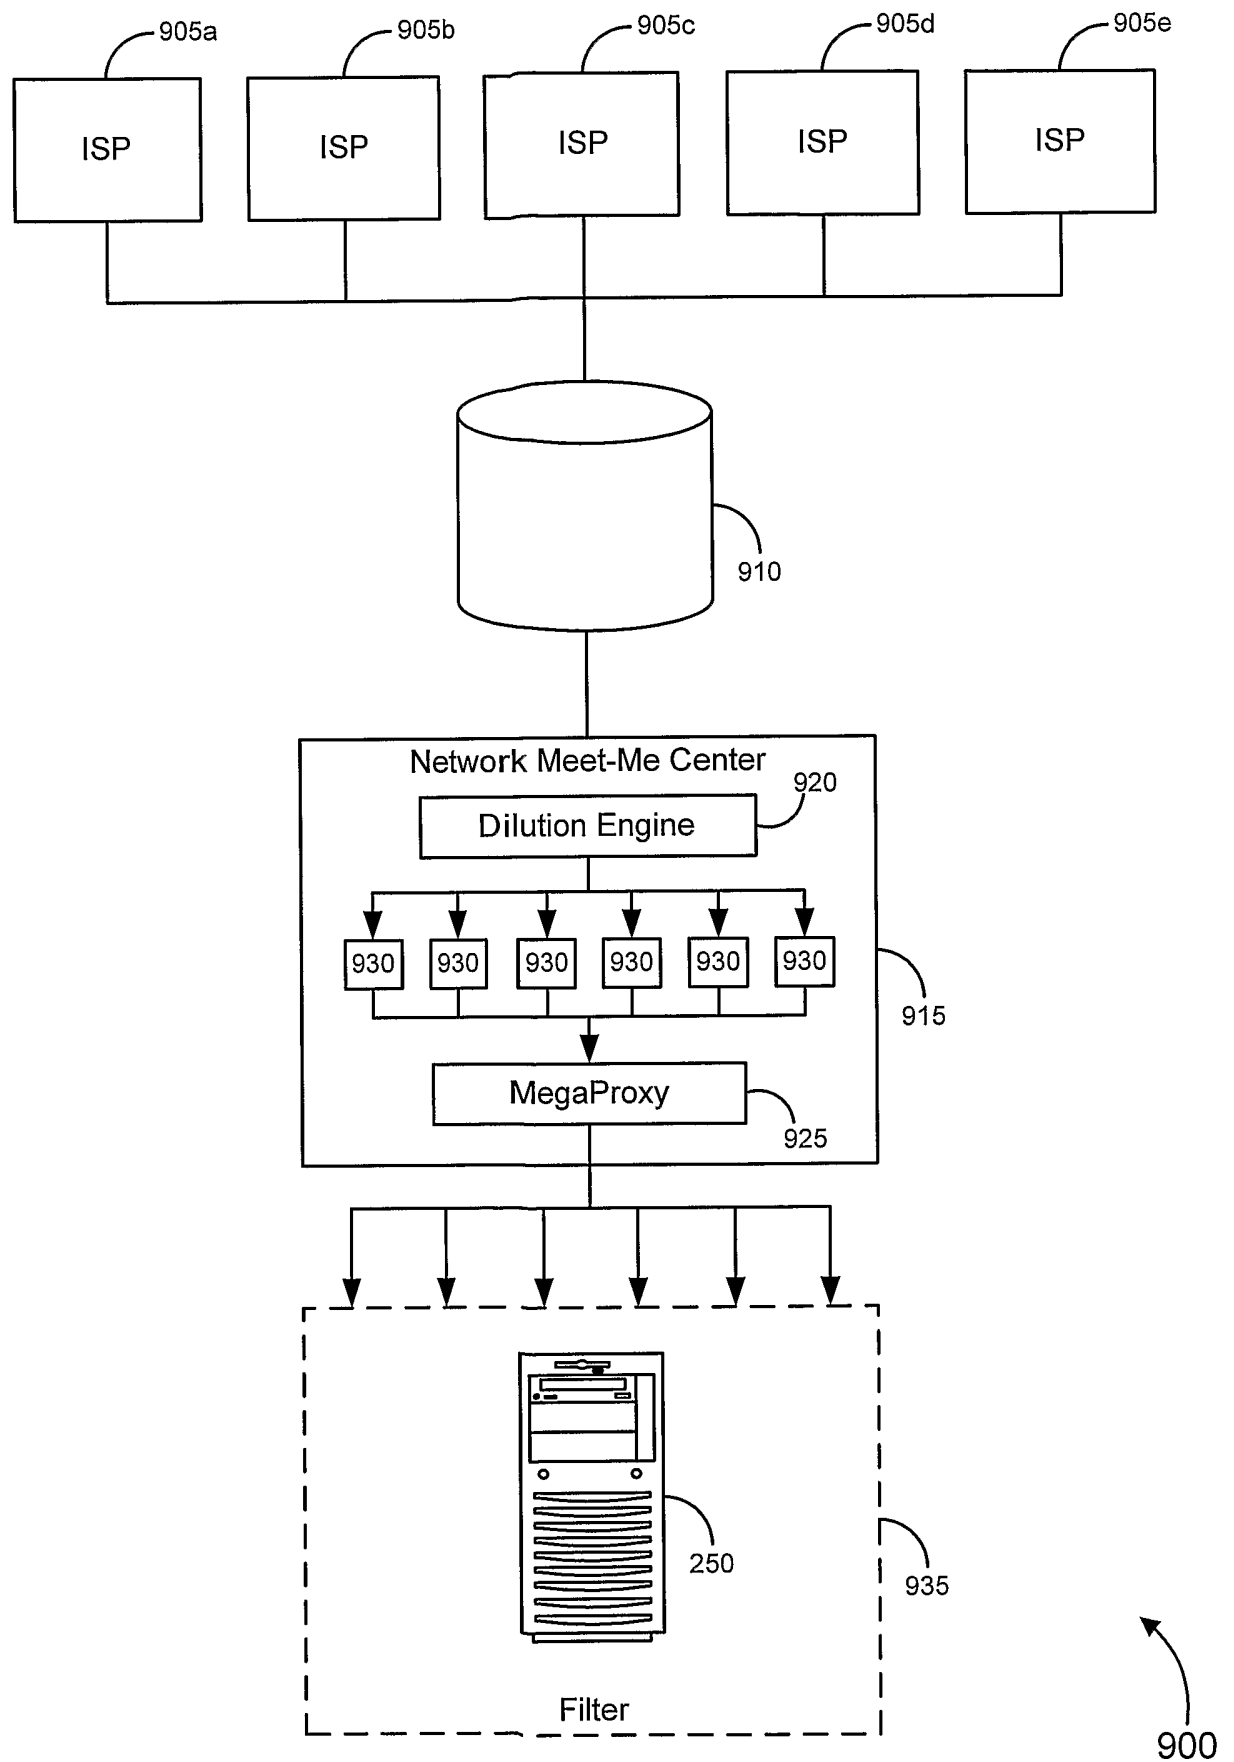 905a 905b 905c 905d 905e
ISP ISP ISP ISP ISP
910
Network Meet-Me Center
920
Dilution Engine
930 930 930 930 930 930
915
MegaProxy
925
250
935
Filter
900